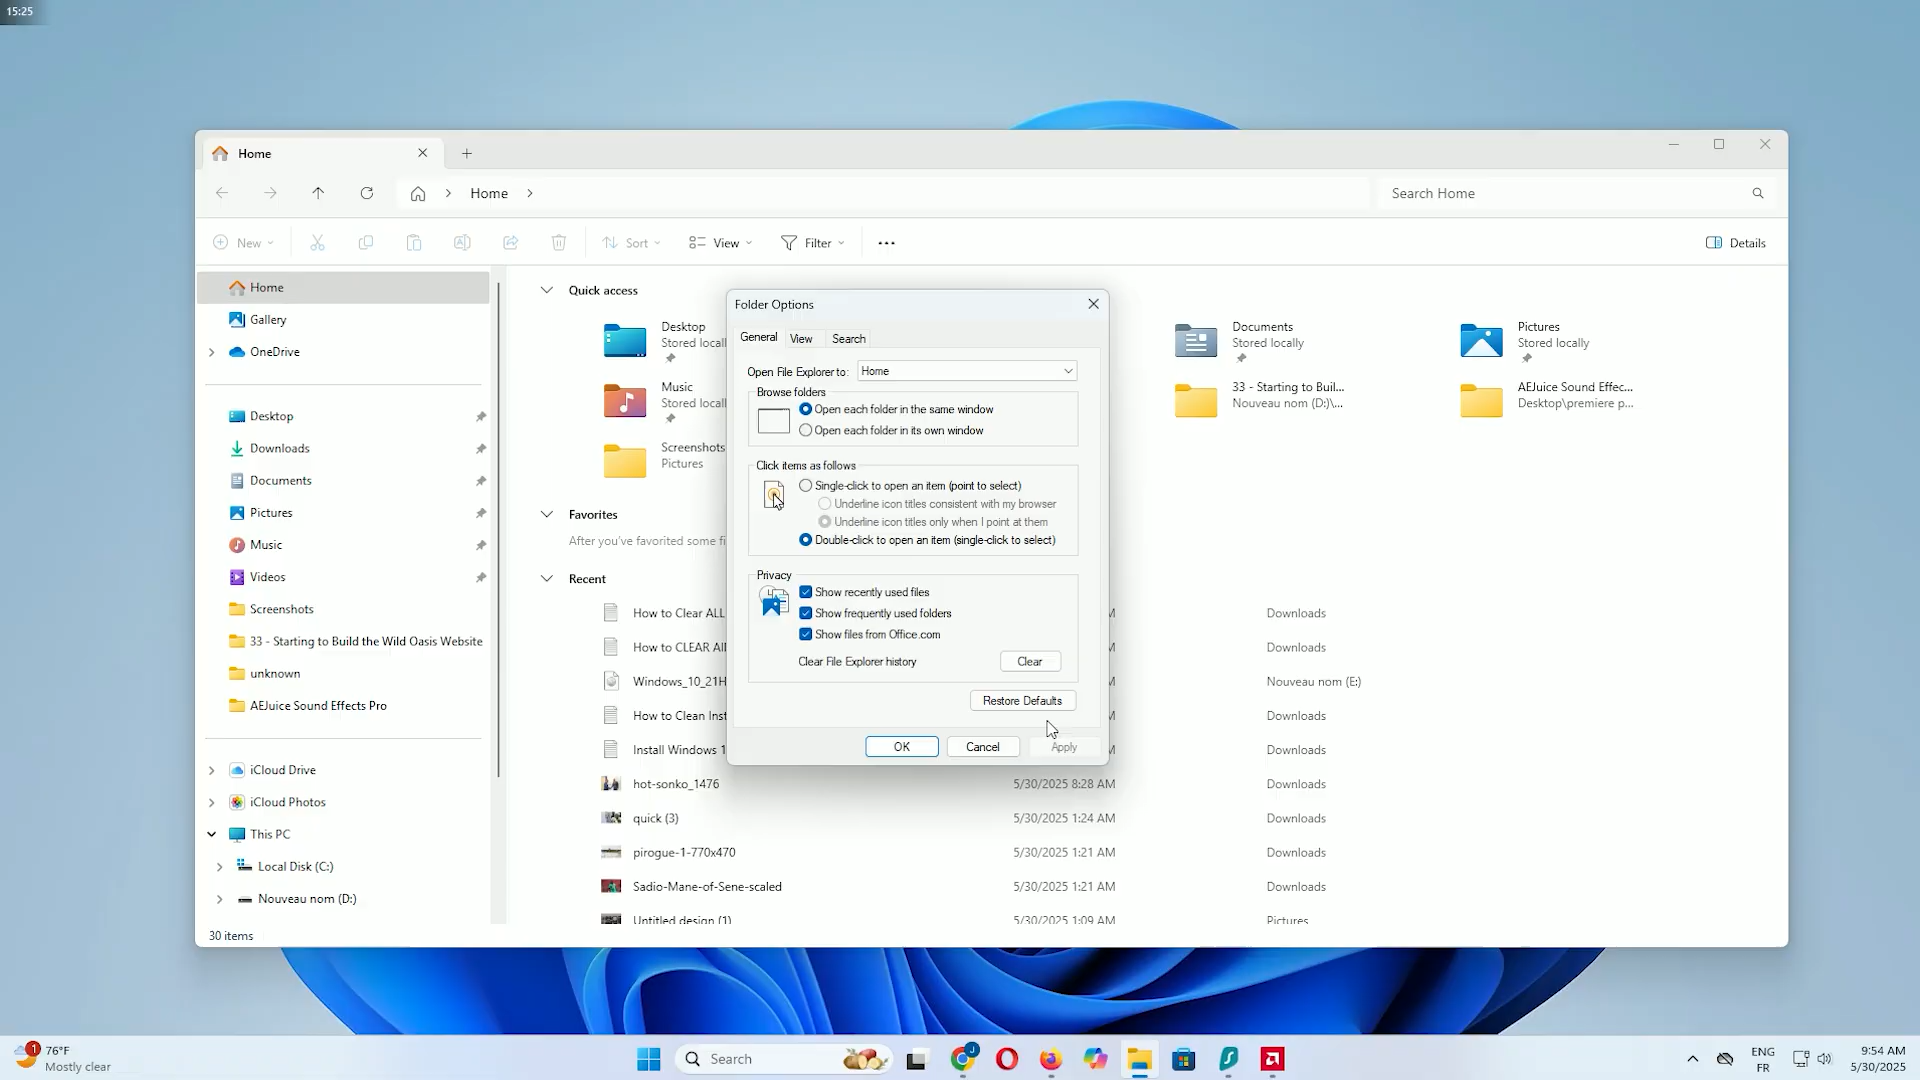 15:25
Home
Home
Search Home
New
Sort
View
Filter
Details
Home
Gallery
OneDrive
Desktop
Downloads
Documents
Pictures
Music
Videos
Screenshots
33 - Starting to Build the Wild Oasis Website
unknown
AEJuice Sound Effects Pro
iCloud Drive
iCloud Photos
This PC
Local Disk (C:)
Nouveau nom (D:)
30 items
Quick access
Desktop
Stored locally
Documents
Stored locally
Pictures
Stored locally
Music
Stored locally
33 - Starting to Buil...
Nouveau nom (D:)\...
AEJuice Sound Effec...
Desktop\premiere p...
Screenshots
Pictures
Favorites
After you've favorited some fi
Recent
How to Clear ALL
M
Downloads
How to CLEAR All
M
Downloads
Windows_10_21H
M
Nouveau nom (E:)
How to Clean Inst
M
Downloads
Install Windows 1
M
Downloads
hot-sonko_1476
5/30/2025 8:28 AM
Downloads
quick (3)
5/30/2025 1:24 AM
Downloads
pirogue-1-770x470
5/30/2025 1:21 AM
Downloads
Sadio-Mane-of-Sene-scaled
5/30/2025 1:21 AM
Downloads
Untitled design (1)
5/30/2025 1:09 AM
Pictures
Folder Options
General
View
Search
Open File Explorer to:
Home
Browse folders
Open each folder in the same window
Open each folder in its own window
Click items as follows
Single-click to open an item (point to select)
Underline icon titles consistent with my browser
Underline icon titles only when I point at them
Double-click to open an item (single-click to select)
Privacy
Show recently used files
Show frequently used folders
Show files from Office.com
Clear File Explorer history
Clear
Restore Defaults
OK
Cancel
Apply
1
76°F
Mostly clear
Search
J
ENG
FR
9:54 AM
5/30/2025